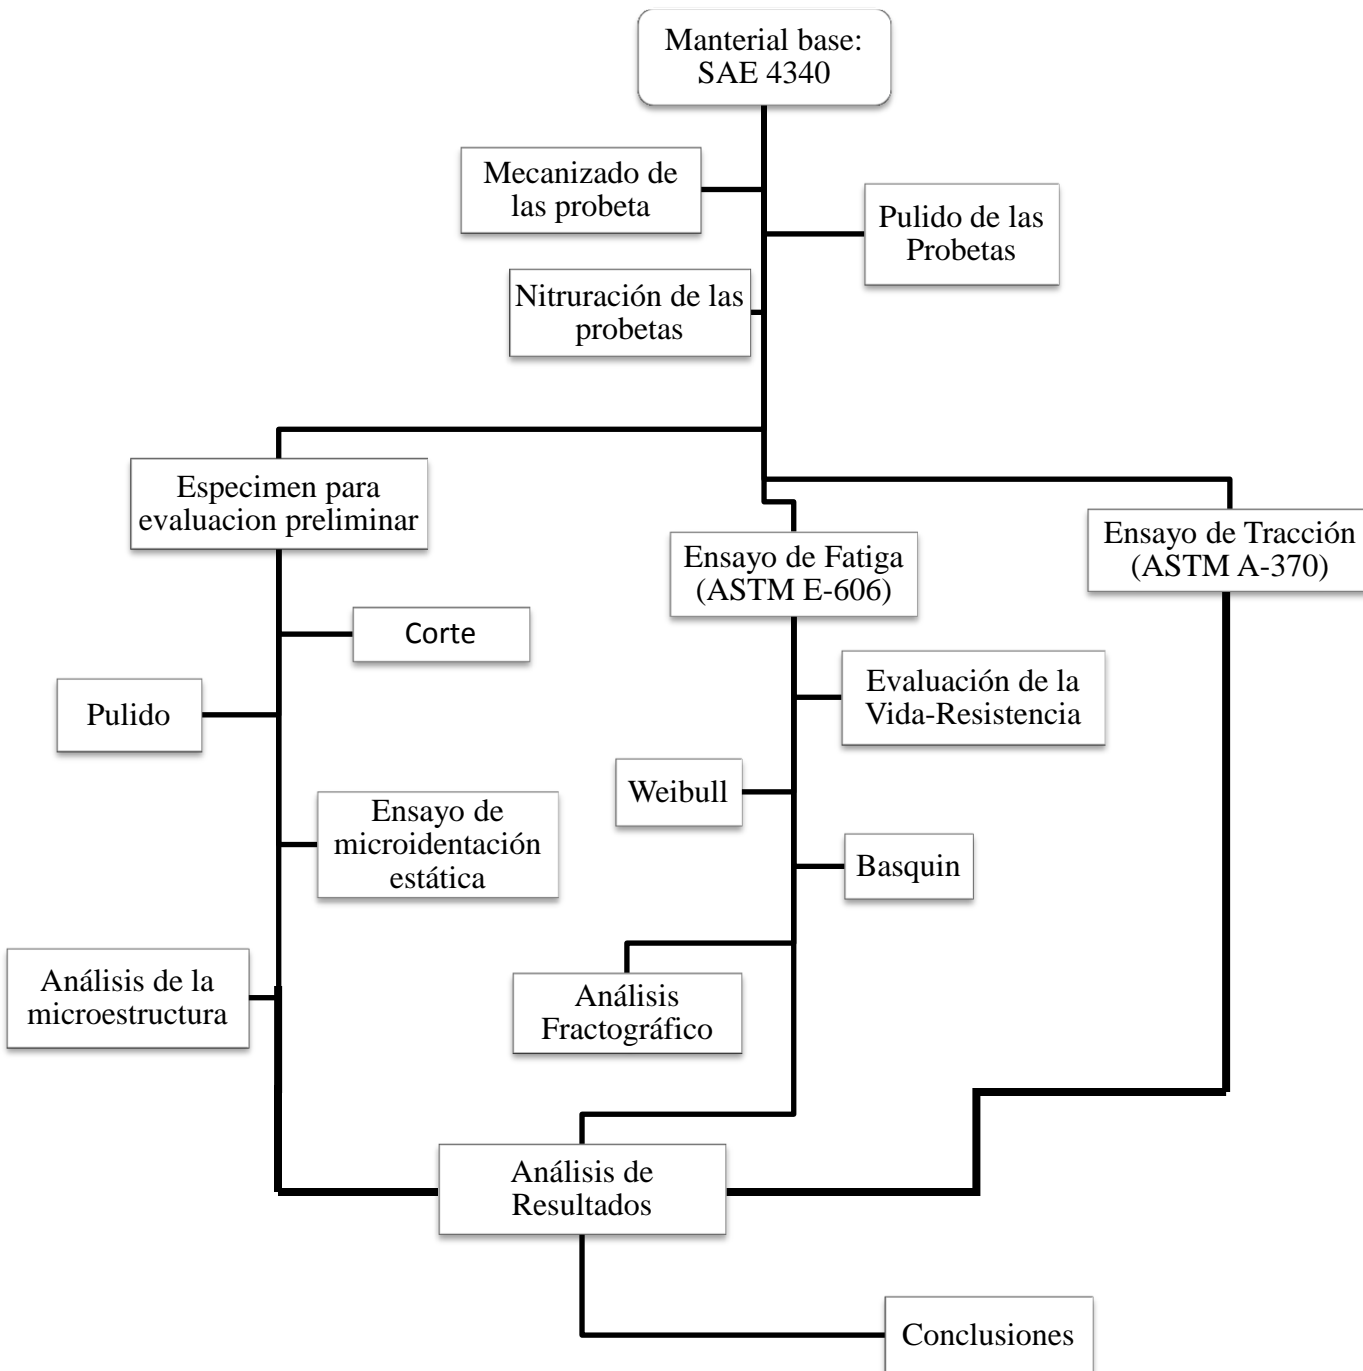 Manterial base:
SAE 4340
Mecanizado de
las probeta
Pulido de las
Probetas
Nitruración de las
probetas
Especimen para
evaluacion preliminar
Ensayo de Fatiga
(ASTM E-606)
Ensayo de Tracción
(ASTM A-370)
Corte
Pulido
Evaluación de la
Vida-Resistencia
Weibull
Ensayo de
microidentación
estática
Basquin
Análisis de la
microestructura
Análisis
Fractográfico
Análisis de
Resultados
Conclusiones